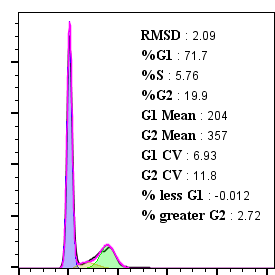 RMSD : 2.09
%G1 : 71.7
%S : 5.76
%G2 : 19.9
G1 Mean : 204
G2 Mean : 357
G1 CV : 6.93
G2 CV : 11.8
% less G1 : -0.012
% greater G2 : 2.72